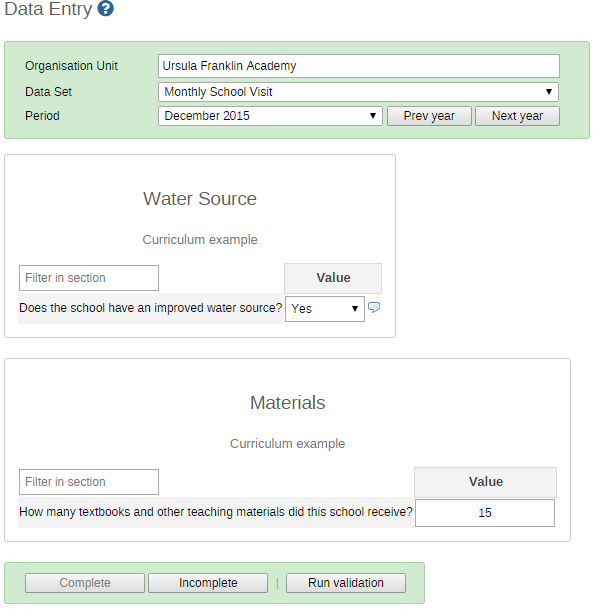 Data Entry ?
Organisation Unit Ursula Franklin Academy
Data Set Monthly School Visit
Period December 2015 Prev year Next year
Water Source
Curriculum example
Filter in section Value
Does the school have an improved water source? Yes
Materials
Curriculum example
Filter in section Value
How many textbooks and other teaching materials did this school receive? 15
Complete Incomplete | Run validation